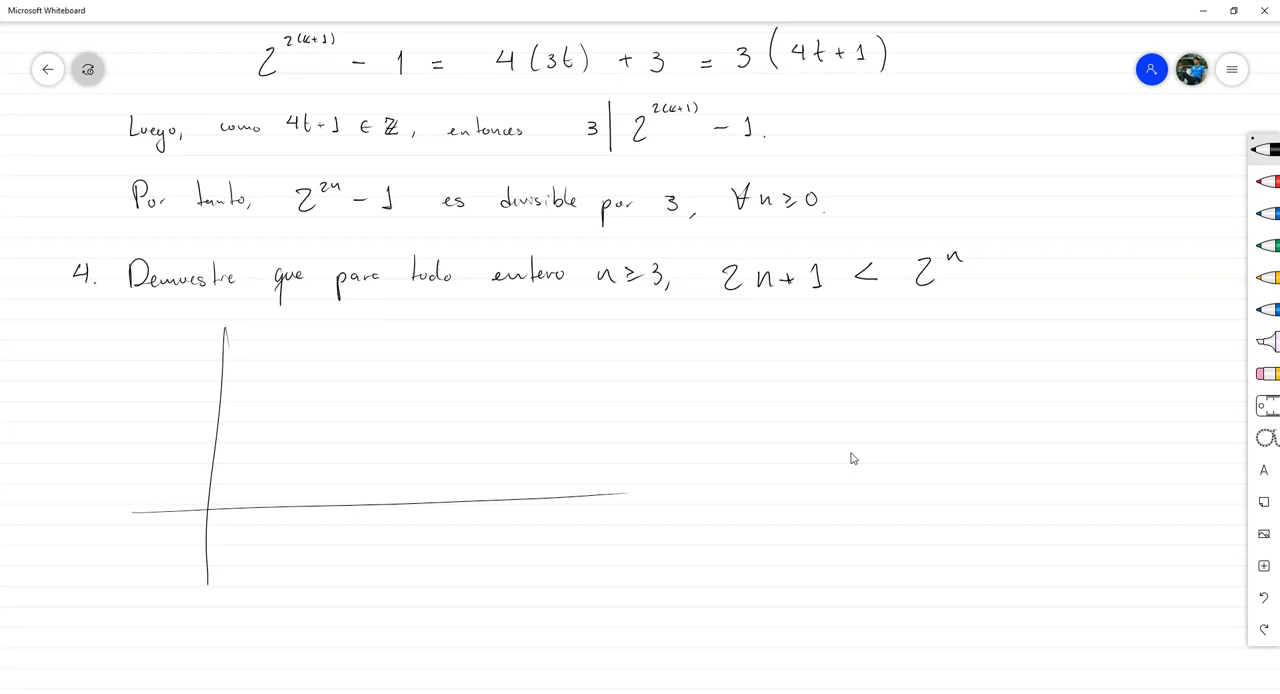 Microsoft Whiteboard
2^{2(k+1)} - 1 = 4(3t) + 3 = 3(4t+1)
Luego, como 4t+1 ∈ ℤ, entonces 3 | 2^{2(k+1)} - 1.
Por tanto, 2^{2n} - 1 es divisible por 3, ∀n ≥ 0.
4. Demuestre que para todo entero n ≥ 3, 2n+1 < 2^n
A